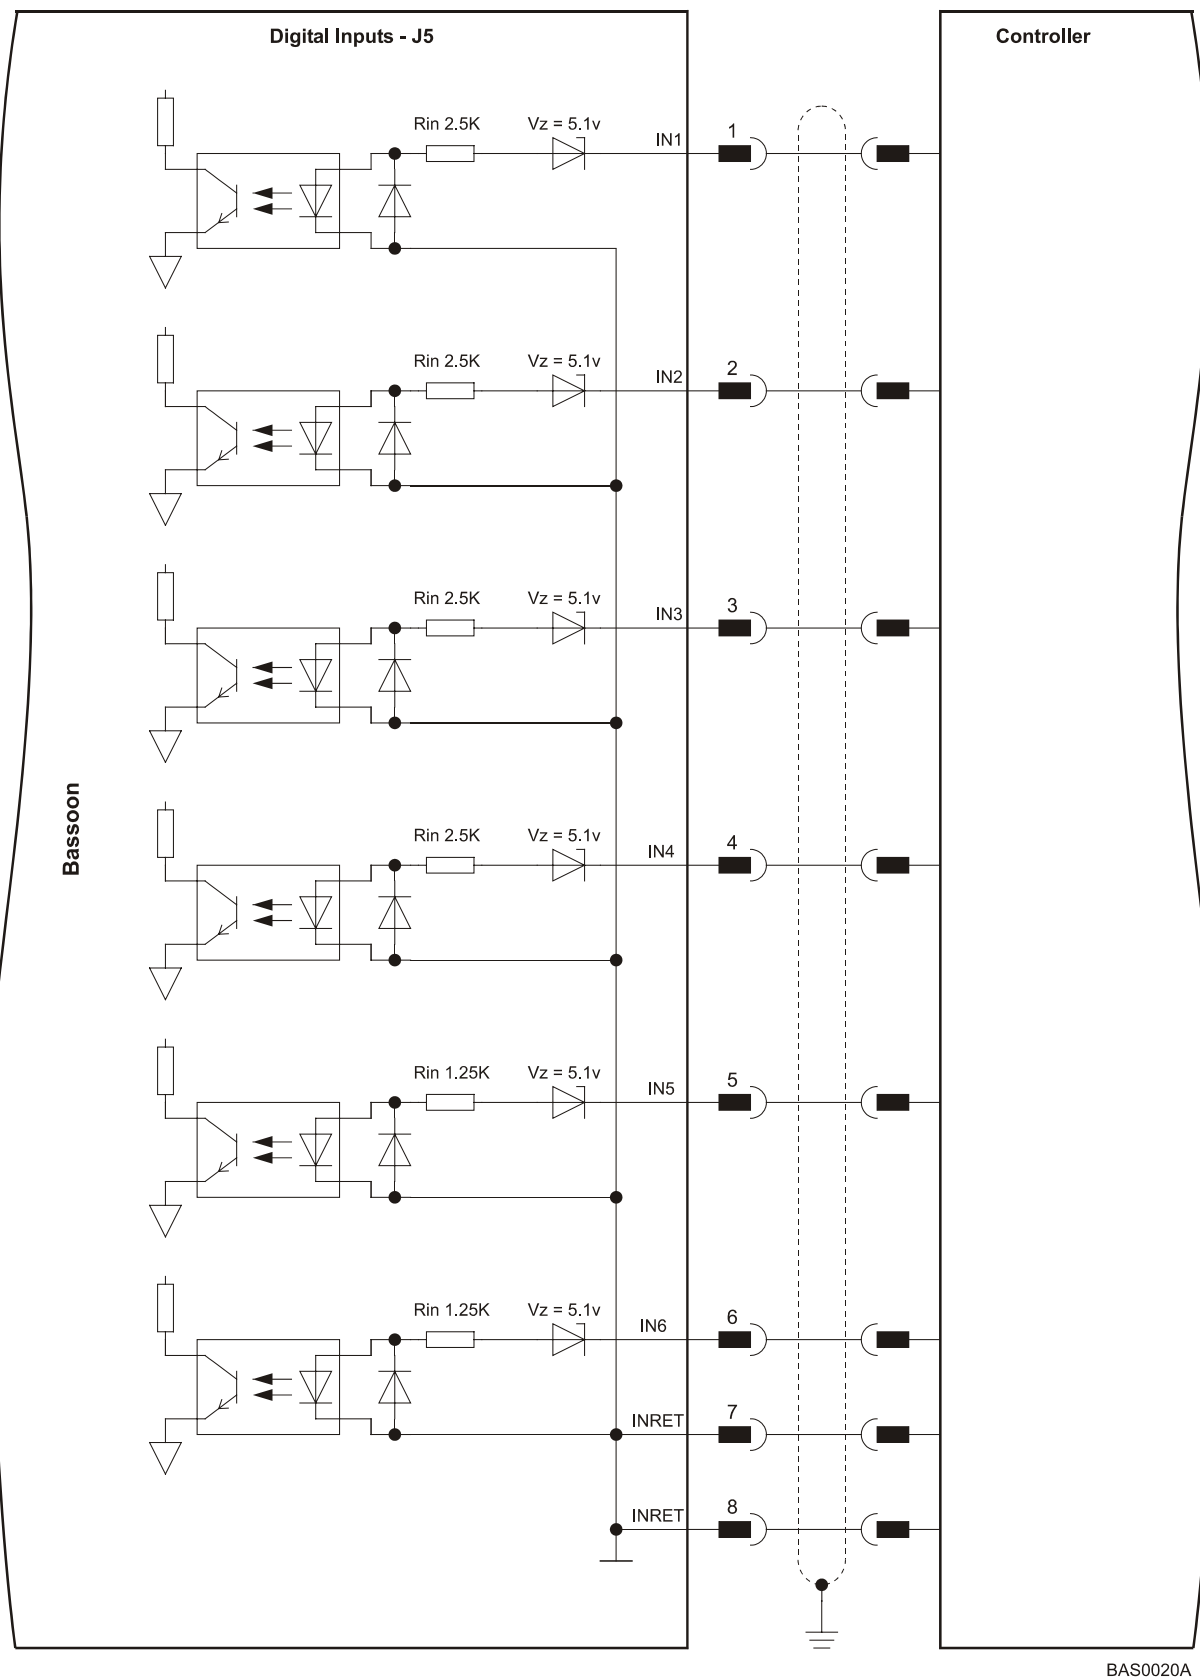 Digital Inputs - J5
Controller
Rin 2.5K Vz = 5.1v IN1 1
Rin 2.5K Vz = 5.1v IN2 2
Rin 2.5K Vz = 5.1v IN3 3
Bassoon
Rin 2.5K Vz = 5.1v IN4 4
Rin 1.25K Vz = 5.1v IN5 5
Rin 1.25K Vz = 5.1v IN6 6
INRET 7
INRET 8
BAS0020A